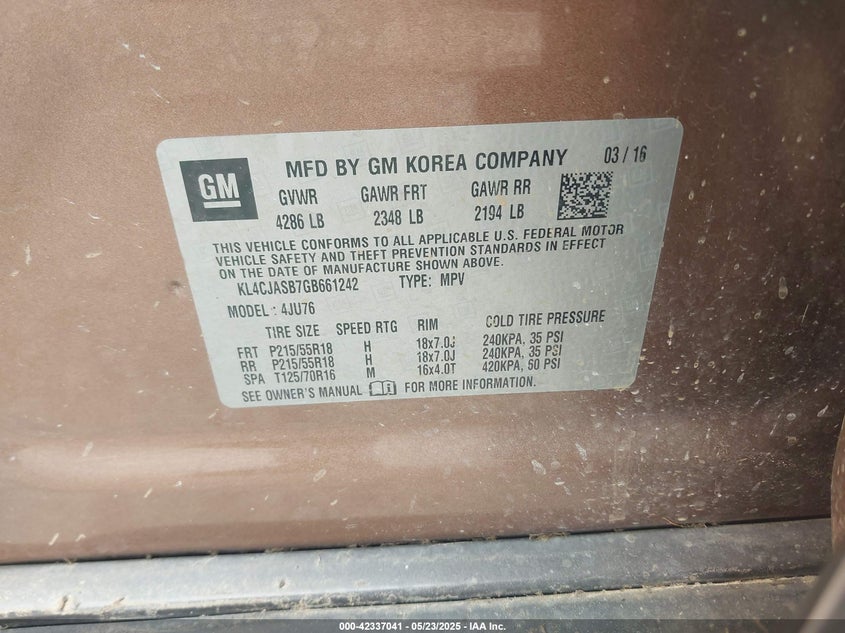 GM
MFD BY GM KOREA COMPANY 03 / 16
GVWR GAWR FRT GAWR RR
4286 LB 2348 LB 2194 LB
THIS VEHICLE CONFORMS TO ALL APPLICABLE U.S. FEDERAL MOTOR
VEHICLE SAFETY AND THEFT PREVENTION STANDARDS IN EFFECT
ON THE DATE OF MANUFACTURE SHOWN ABOVE.
KL4CJASB7GB661242 TYPE: MPV
MODEL : 4JU76
TIRE SIZE SPEED RTG RIM COLD TIRE PRESSURE
FRT P215/55R18 H 18x7.0J 240KPA, 35 PSI
RR P215/55R18 H 18x7.0J 240KPA, 35 PSI
SPA T125/70R16 M 16x4.0T 420KPA, 60 PSI
SEE OWNER'S MANUAL FOR MORE INFORMATION.
000-42337041 - 05/23/2025 - IAA Inc.